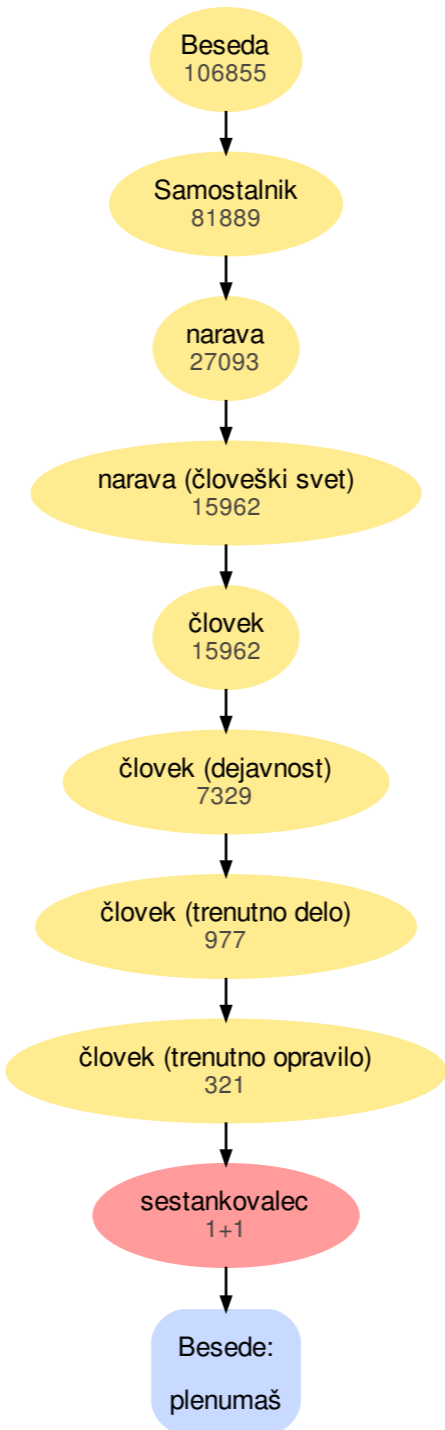 Beseda
106855
Samostalnik
81889
narava
27093
narava (človeški svet)
15962
človek
15962
človek (dejavnost)
7329
človek (trenutno delo)
977
človek (trenutno opravilo)
321
sestankovalec
1+1
Besede:
plenumaš